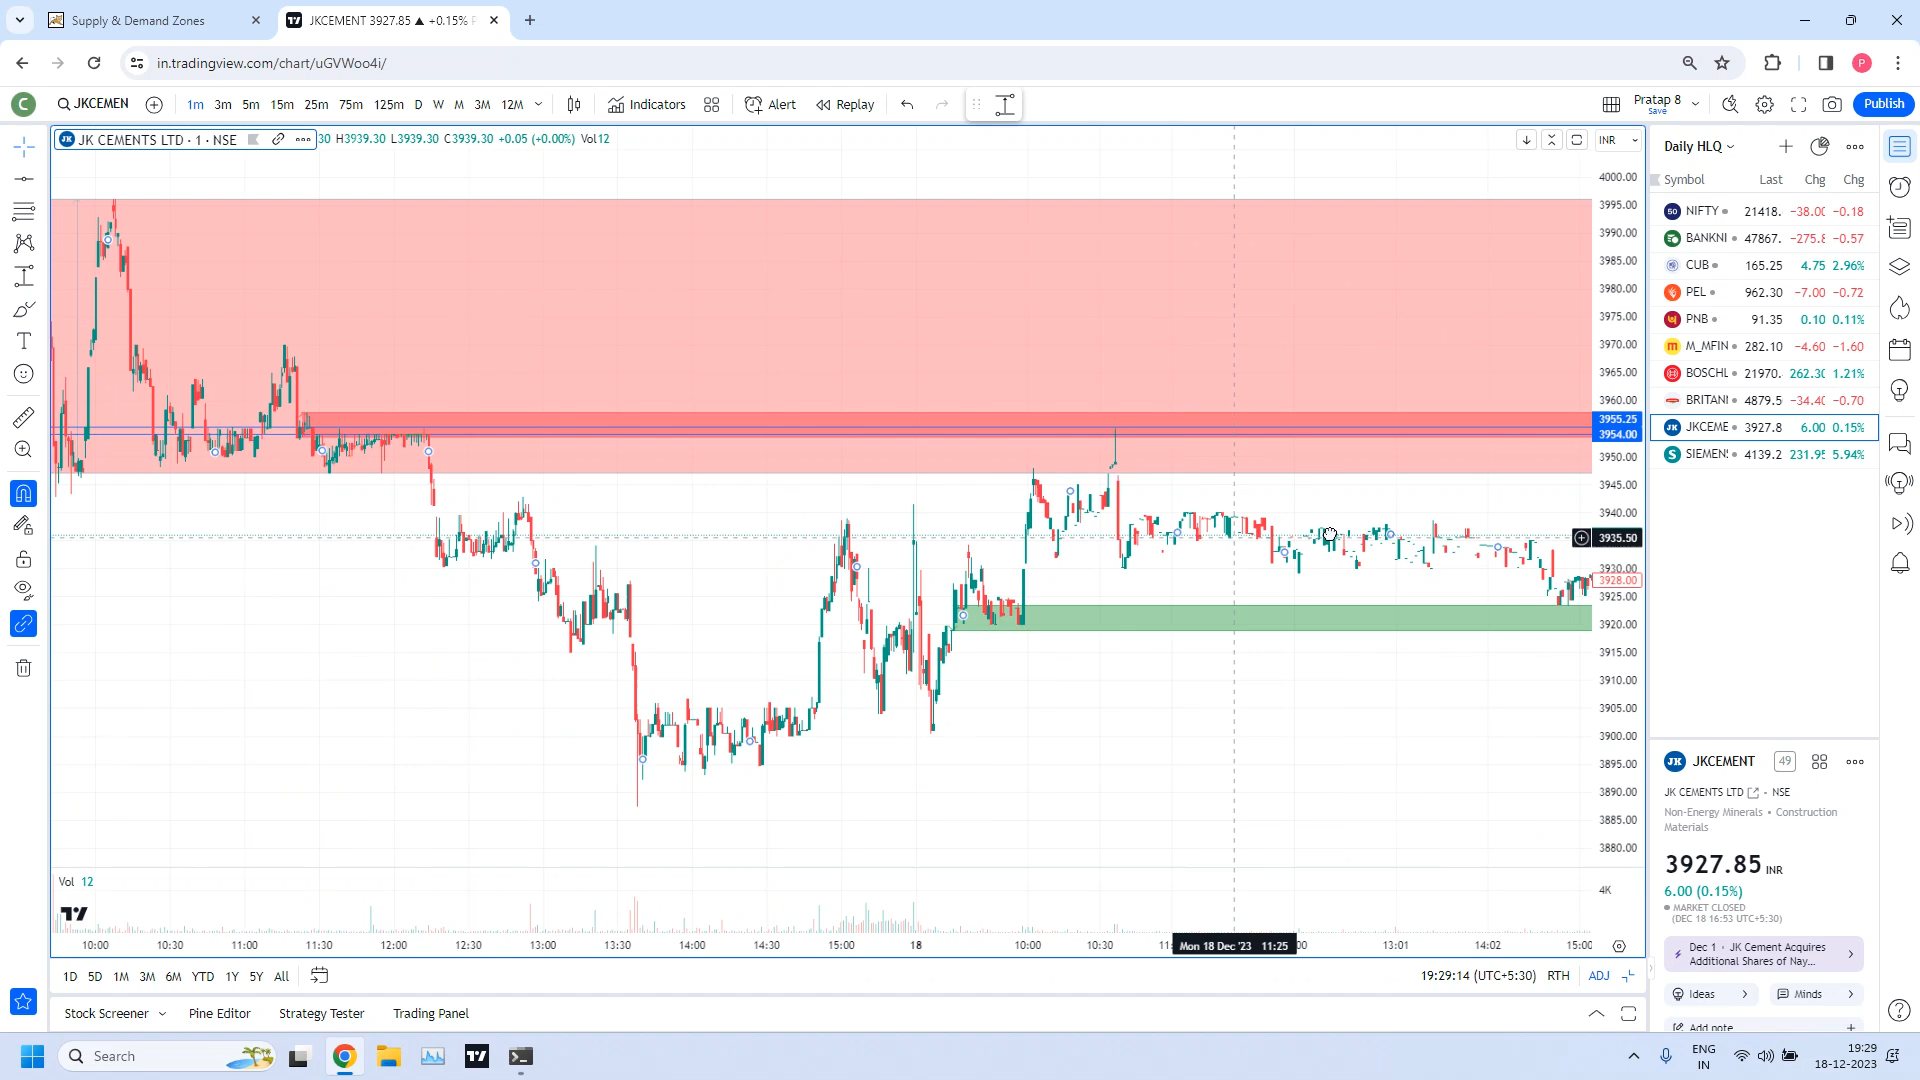 Supply & Demand Zones
JKCEMENT 3927.85 ▲ +0.15%
in.tradingview.com/chart/uGVWoo4i/
C
JKCEMEN
1m 3m 5m 15m 25m 75m 125m D W M 3M 12M
Indicators
Alert
Replay
Pratap 8
Save
Publish
JK CEMENTS LTD · 1 · NSE
30 H3939.30 L3939.30 C3939.30 +0.05 (+0.00%) Vol12
INR
4000.00
3995.00
3990.00
3985.00
3980.00
3975.00
3970.00
3965.00
3960.00
3955.25
3954.00
3950.00
3945.00
3940.00
3935.50
3930.00
3928.00
3925.00
3920.00
3915.00
3910.00
3905.00
3900.00
3895.00
3890.00
3885.00
3880.00
Vol 12
4K
10:00 10:30 11:00 11:30 12:00 12:30 13:00 13:30 14:00 14:30 15:00 18 10:00 10:30 Mon 18 Dec '23 11:25 13:01 14:02 15:00
1D 5D 1M 3M 6M YTD 1Y 5Y All
19:29:14 (UTC+5:30) RTH ADJ
Stock Screener Pine Editor Strategy Tester Trading Panel
Daily HLQ
Symbol Last Chg Chg
50 NIFTY 21418. −38.00 −0.18
BANKNI 47867. −275.8 −0.57
CUB 165.25 4.75 2.96%
PEL 962.30 −7.00 −0.72
PNB 91.35 0.10 0.11%
M_MFIN 282.10 −4.60 −1.60
BOSCHL 21970. 262.30 1.21%
BRITANI 4879.5 −34.40 −0.70
JK JKCEME 3927.8 6.00 0.15%
S SIEMEN 4139.2 231.95 5.94%
JK JKCEMENT 49
JK CEMENTS LTD · NSE
Non-Energy Minerals • Construction
Materials
3927.85 INR
6.00 (0.15%)
MARKET CLOSED
(DEC 18 16:53 UTC+5:30)
Dec 1 · JK Cement Acquires
Additional Shares of Nay...
Ideas
Minds
Add note
Search
ENG
IN
19:29
18-12-2023